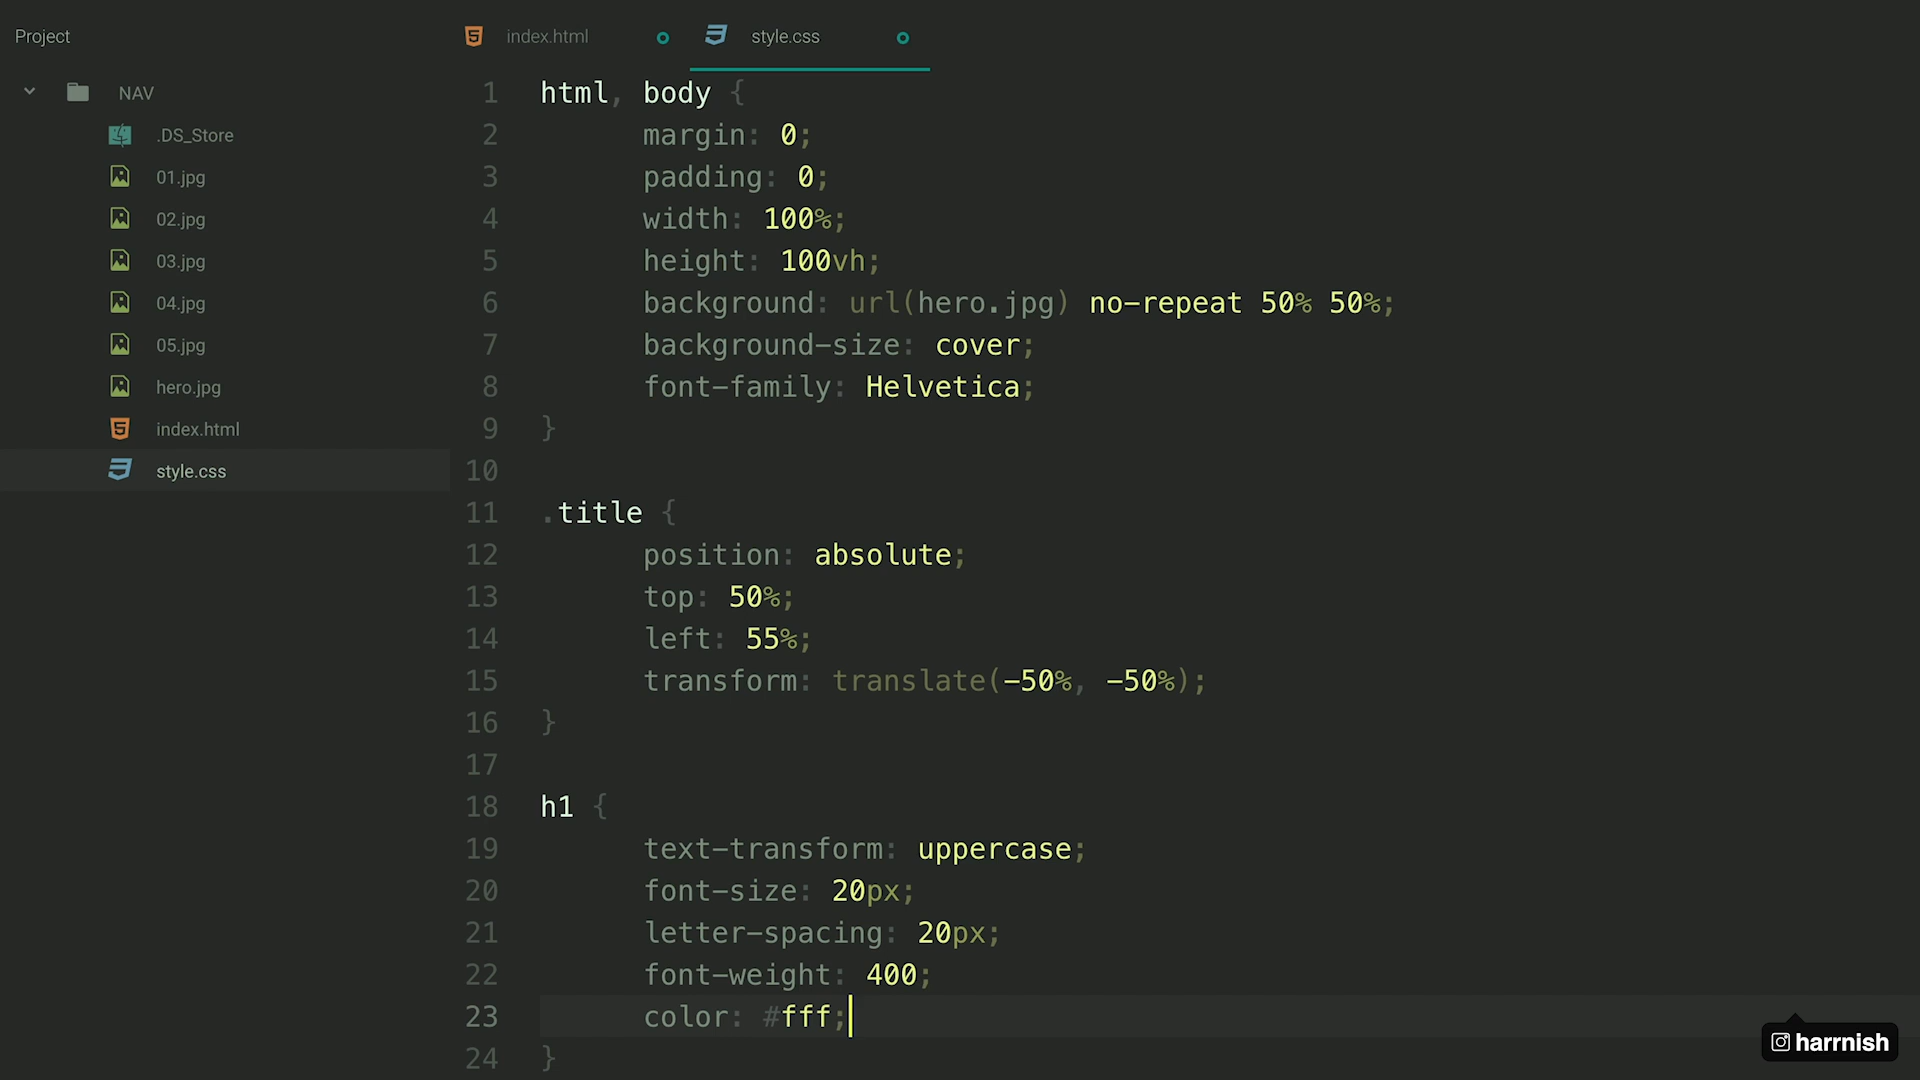 Project
index.html
style.css
NAV
.DS_Store
01.jpg
02.jpg
03.jpg
04.jpg
05.jpg
hero.jpg
index.html
style.css
1 html, body {
2 margin: 0;
3 padding: 0;
4 width: 100%;
5 height: 100vh;
6 background: url(hero.jpg) no-repeat 50% 50%;
7 background-size: cover;
8 font-family: Helvetica;
9 }
10
11 .title {
12 position: absolute;
13 top: 50%;
14 left: 55%;
15 transform: translate(-50%, -50%);
16 }
17
18 h1 {
19 text-transform: uppercase;
20 font-size: 20px;
21 letter-spacing: 20px;
22 font-weight: 400;
23 color: #fff;
24 }
harrnish